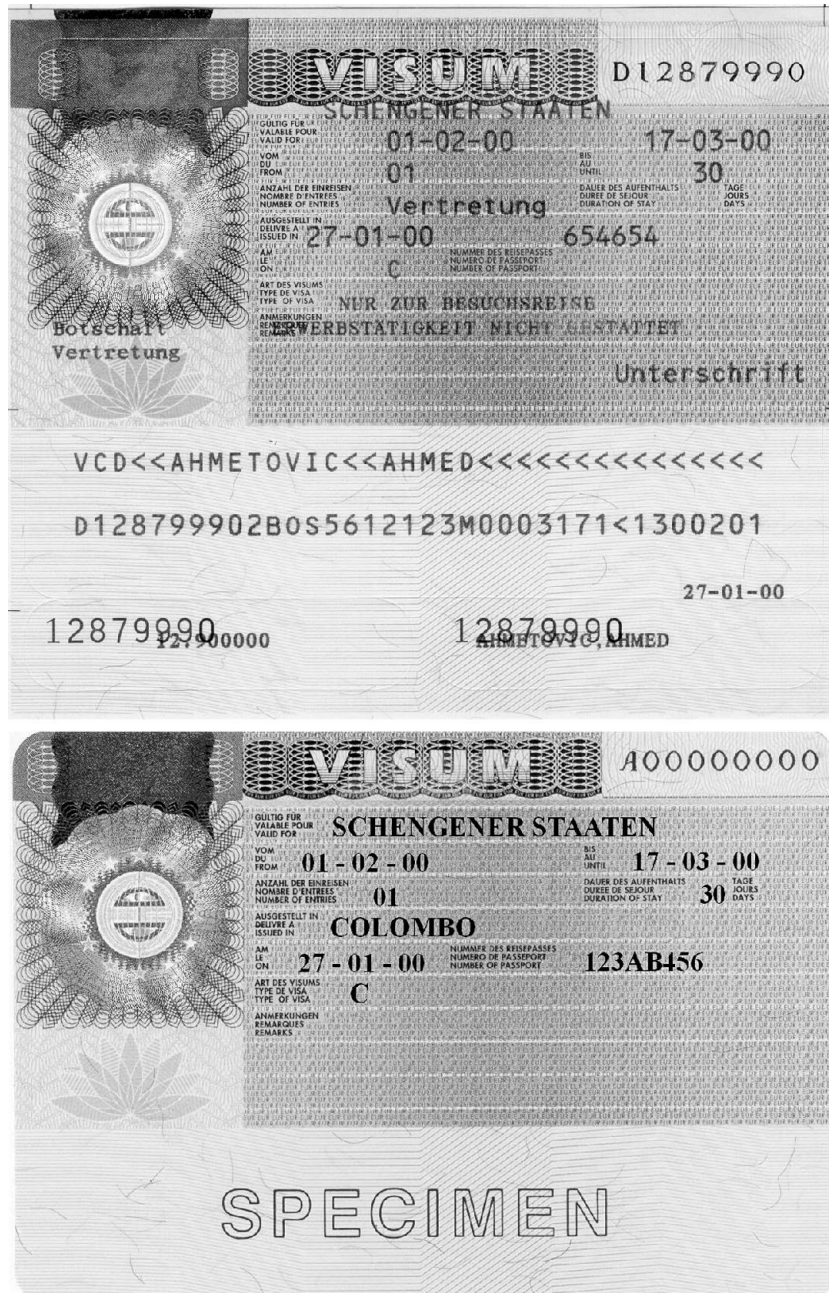 VISUM
D12879990
SCHENGENER STAATEN
GÜLTIG FÜR
VALABLE POUR
VALID FOR
01-02-00
17-03-00
VOM
DU
FROM
01
BIS
AU
UNTIL
30
ANZAHL DER EINREISEN
NOMBRE D'ENTREES
NUMBER OF ENTRIES
Vertretung
DAUER DES AUFENTHALTS
DUREE DE SEJOUR
DURATION OF STAY
TAGE
JOURS
DAYS
AUSGESTELLT IN
DELIVRE A
ISSUED IN
27-01-00
654654
AM
LE
ON
C
NUMMER DES REISEPASSES
NUMERO DE PASSEPORT
NUMBER OF PASSPORT
ART DES VISUMS
TYPE DE VISA
TYPE OF VISA
NUR ZUR BESUCHSREISE
ANMERKUNGEN
REMARKS
ERWERBSTÄTIGKEIT NICHT GESTATTET
Botschaft
Vertretung
Unterschrift
VCD<<AHMETOVIC<<AHMED<<<<<<<<<<<<<<<<
D128799902BOS5612123M0003171<1300201
27-01-00
12879990
12879990
AHMETOVIC,AHMED
VISUM
A00000000
GÜLTIG FÜR
VALABLE POUR
VALID FOR
SCHENGENER STAATEN
VOM
DU
FROM
01 - 02 - 00
BIS
AU
UNTIL
17 - 03 - 00
ANZAHL DER EINREISEN
NOMBRE D'ENTREES
NUMBER OF ENTRIES
01
DAUER DES AUFENTHALTS
DUREE DE SEJOUR
DURATION OF STAY
30
TAGE
JOURS
DAYS
AUSGESTELLT IN
DELIVRE A
ISSUED IN
COLOMBO
AM
LE
ON
27 - 01 - 00
NUMMER DES REISEPASSES
NUMERO DE PASSEPORT
NUMBER OF PASSPORT
123AB456
ART DES VISUMS
TYPE DE VISA
TYPE OF VISA
C
ANMERKUNGEN
REMARQUES
REMARKS
SPECIMEN